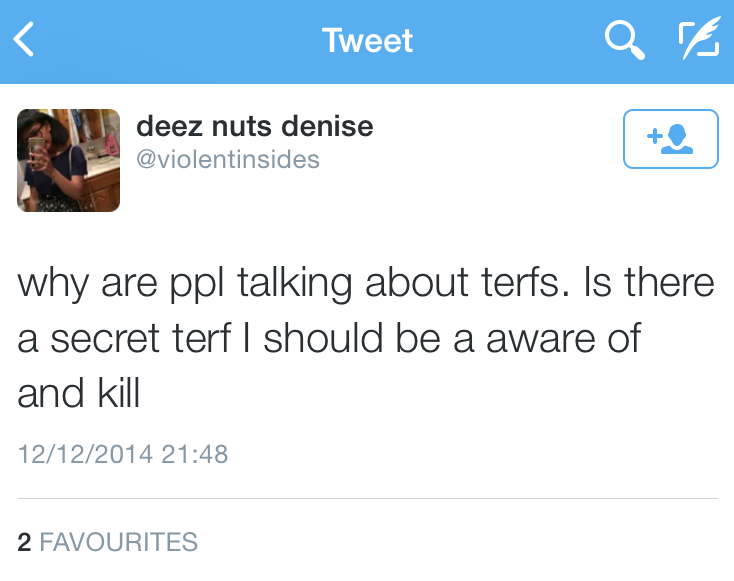 Tweet
deez nuts denise
@violentinsides
why are ppl talking about terfs. Is there
a secret terf I should be a aware of
and kill
12/12/2014 21:48
2 FAVOURITES